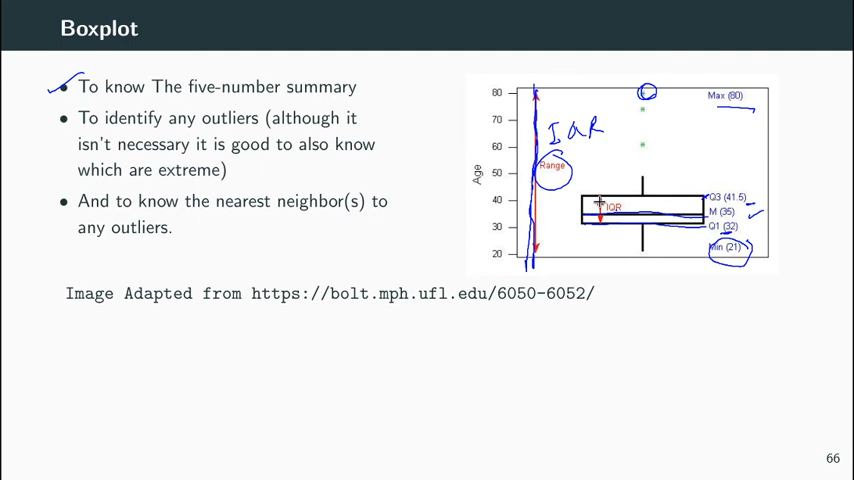 Boxplot
• To know The five-number summary
• To identify any outliers (although it
isn't necessary it is good to also know
which are extreme)
• And to know the nearest neighbor(s) to
any outliers.
80
70
60
50
40
30
20
Age
IQR
Range
IQR
Max (80)
Q3 (41.5)
M (35)
Q1 (32)
Min (21)
Image Adapted from https://bolt.mph.ufl.edu/6050-6052/
66